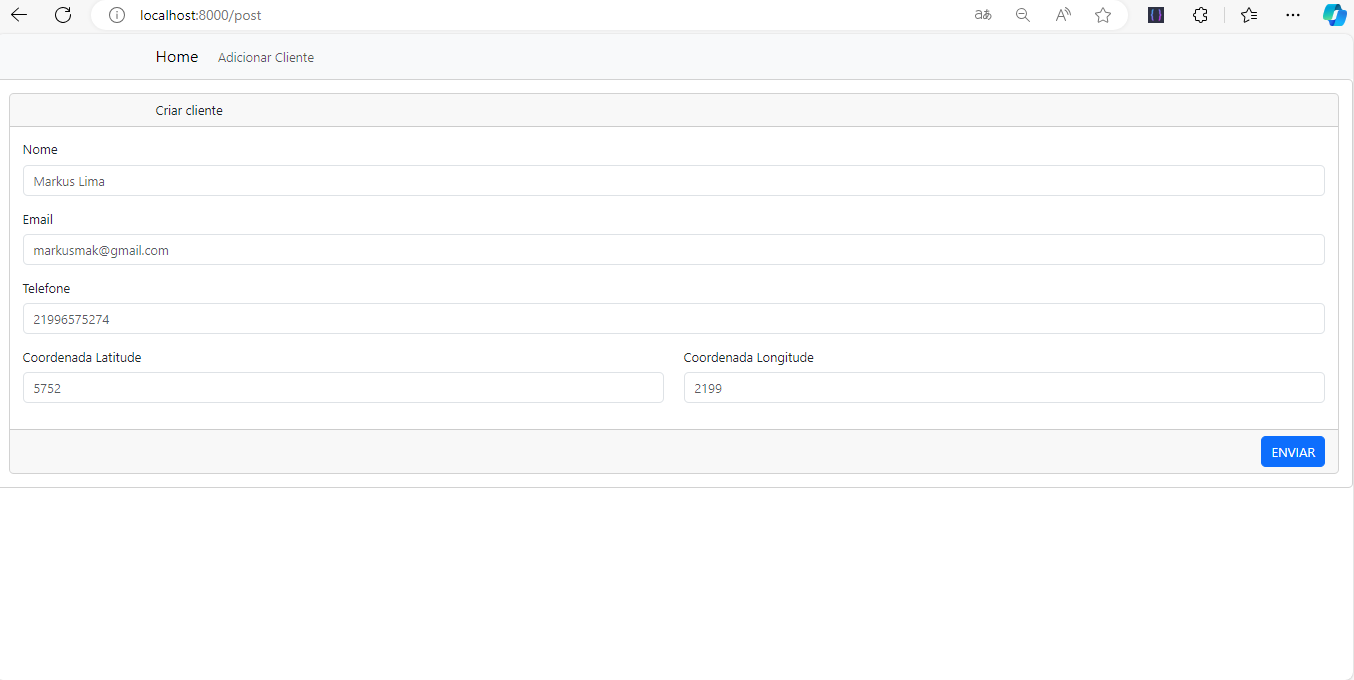 localhost:8000/post
Home Adicionar Cliente
Criar cliente
Nome
Markus Lima
Email
markusmak@gmail.com
Telefone
21996575274
Coordenada Latitude Coordenada Longitude
5752 2199
ENVIAR